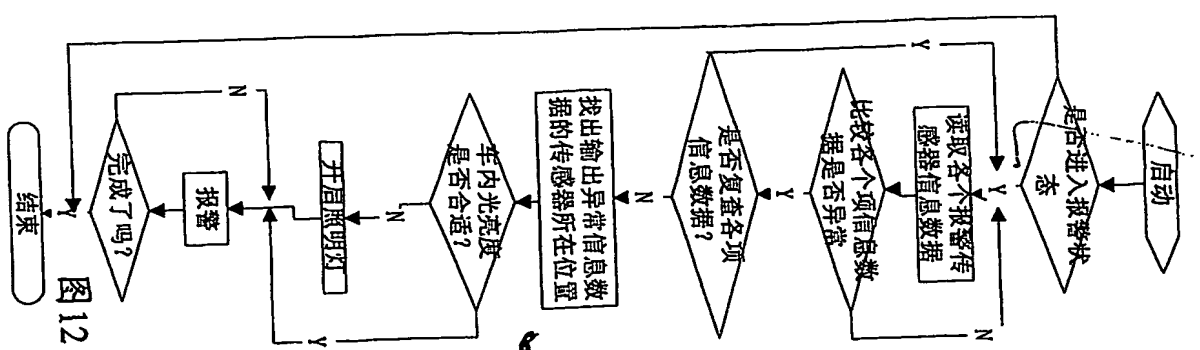 启动
是否进入报警状
态
Y
读取各个报警传
感器信息数据
比较各个项信息数
据是否异常
N
Y
是否复查各项
信息数据?
Y
N
找出输出异常信息数
据的传感器所在位置
车内光亮度
是否合适?
N
Y
开启照明灯
报警
完成了吗?
N
Y
结束
图12
8